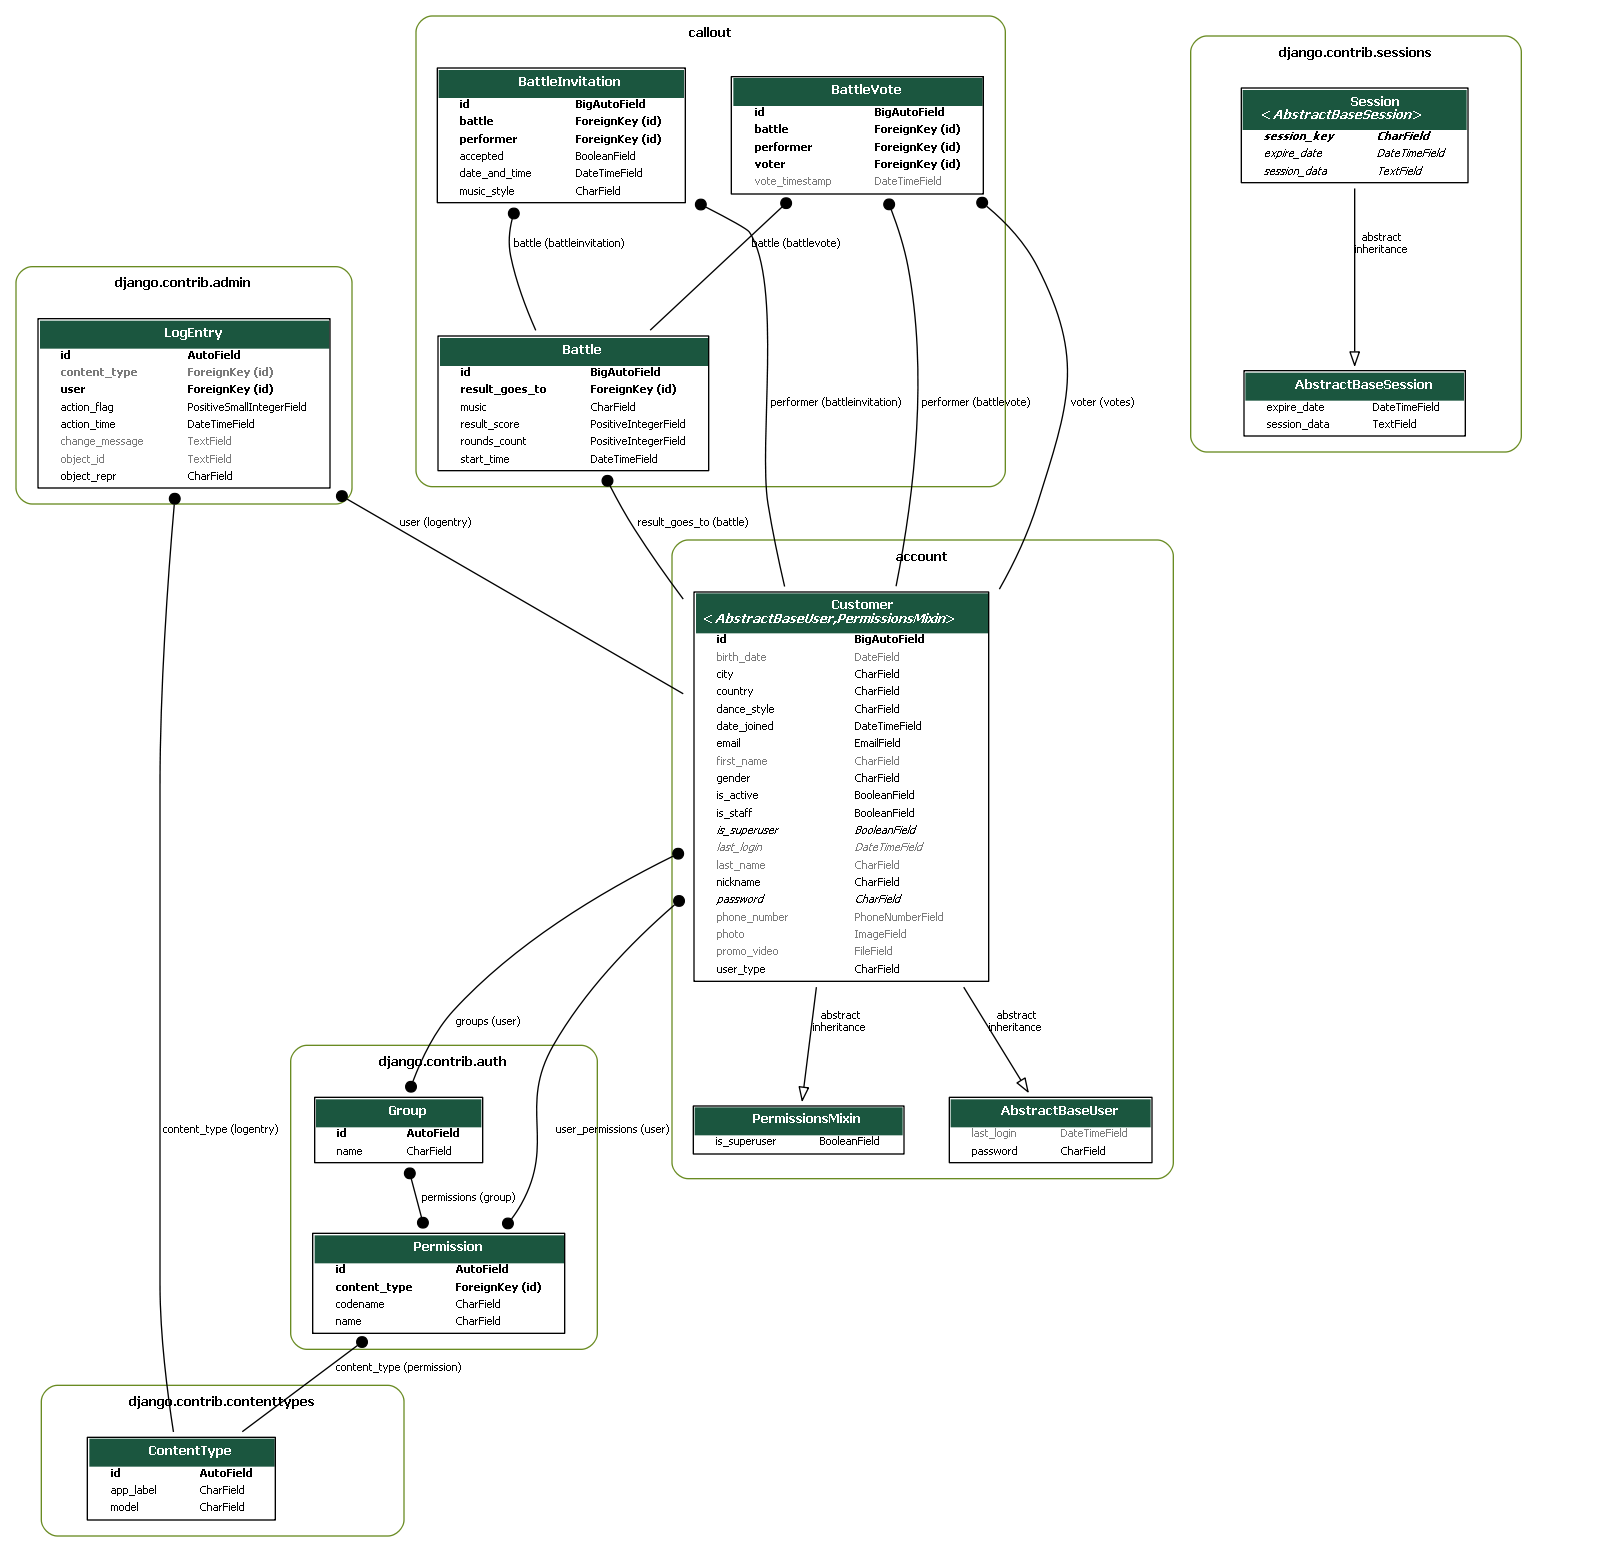 callout
BattleInvitation
id BigAutoField
battle ForeignKey (id)
performer ForeignKey (id)
accepted BooleanField
date_and_time DateTimeField
music_style CharField
BattleVote
id BigAutoField
battle ForeignKey (id)
performer ForeignKey (id)
voter ForeignKey (id)
vote_timestamp DateTimeField
django.contrib.sessions
Session
<AbstractBaseSession>
session_key CharField
expire_date DateTimeField
session_data TextField
abstract
inheritance
AbstractBaseSession
expire_date DateTimeField
session_data TextField
battle (battleinvitation)
battle (battlevote)
django.contrib.admin
LogEntry
id AutoField
content_type ForeignKey (id)
user ForeignKey (id)
action_flag PositiveSmallIntegerField
action_time DateTimeField
change_message TextField
object_id TextField
object_repr CharField
Battle
id BigAutoField
result_goes_to ForeignKey (id)
music CharField
result_score PositiveIntegerField
rounds_count PositiveIntegerField
start_time DateTimeField
performer (battleinvitation)
performer (battlevote)
voter (votes)
user (logentry)
result_goes_to (battle)
account
Customer
<AbstractBaseUser,PermissionsMixin>
id BigAutoField
birth_date DateField
city CharField
country CharField
dance_style CharField
date_joined DateTimeField
email EmailField
first_name CharField
gender CharField
is_active BooleanField
is_staff BooleanField
is_superuser BooleanField
last_login DateTimeField
last_name CharField
nickname CharField
password CharField
phone_number PhoneNumberField
photo ImageField
promo_video FileField
user_type CharField
abstract
inheritance
abstract
inheritance
PermissionsMixin
is_superuser BooleanField
AbstractBaseUser
last_login DateTimeField
password CharField
groups (user)
django.contrib.auth
Group
id AutoField
name CharField
content_type (logentry)
user_permissions (user)
permissions (group)
Permission
id AutoField
content_type ForeignKey (id)
codename CharField
name CharField
content_type (permission)
django.contrib.contenttypes
ContentType
id AutoField
app_label CharField
model CharField